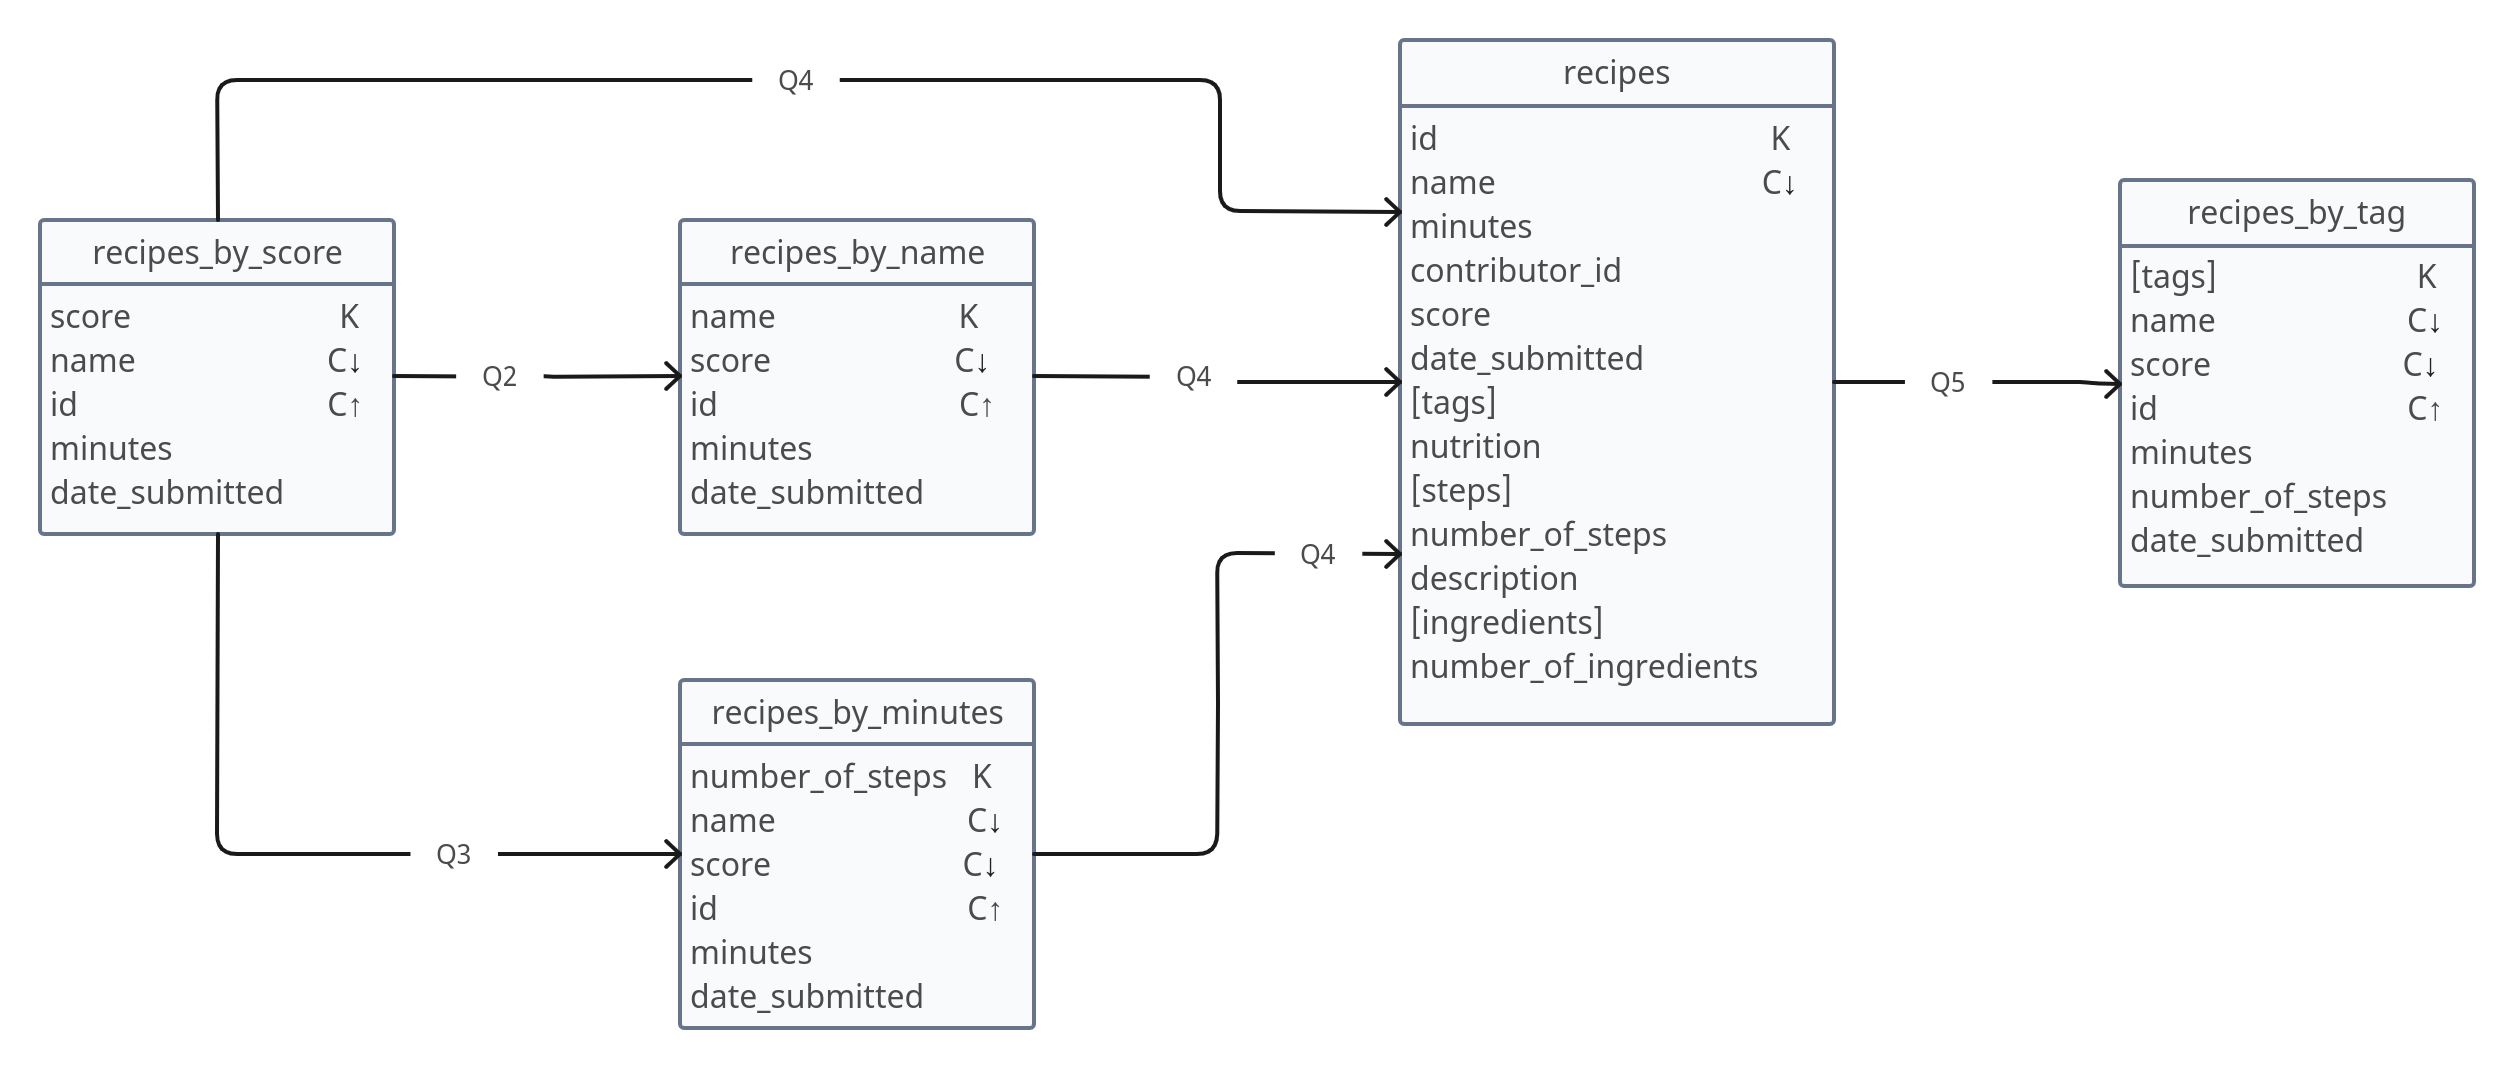 Q4
recipes_by_score
score K
name C↓
id C↑
minutes
date_submitted
Q2
recipes_by_name
name K
score C↓
id C↑
minutes
date_submitted
Q4
Q3
recipes_by_minutes
number_of_steps K
name C↓
score C↓
id C↑
minutes
date_submitted
Q4
recipes
id K
name C↓
minutes
contributor_id
score
date_submitted
[tags]
nutrition
[steps]
number_of_steps
description
[ingredients]
number_of_ingredients
Q5
recipes_by_tag
[tags] K
name C↓
score C↓
id C↑
minutes
number_of_steps
date_submitted